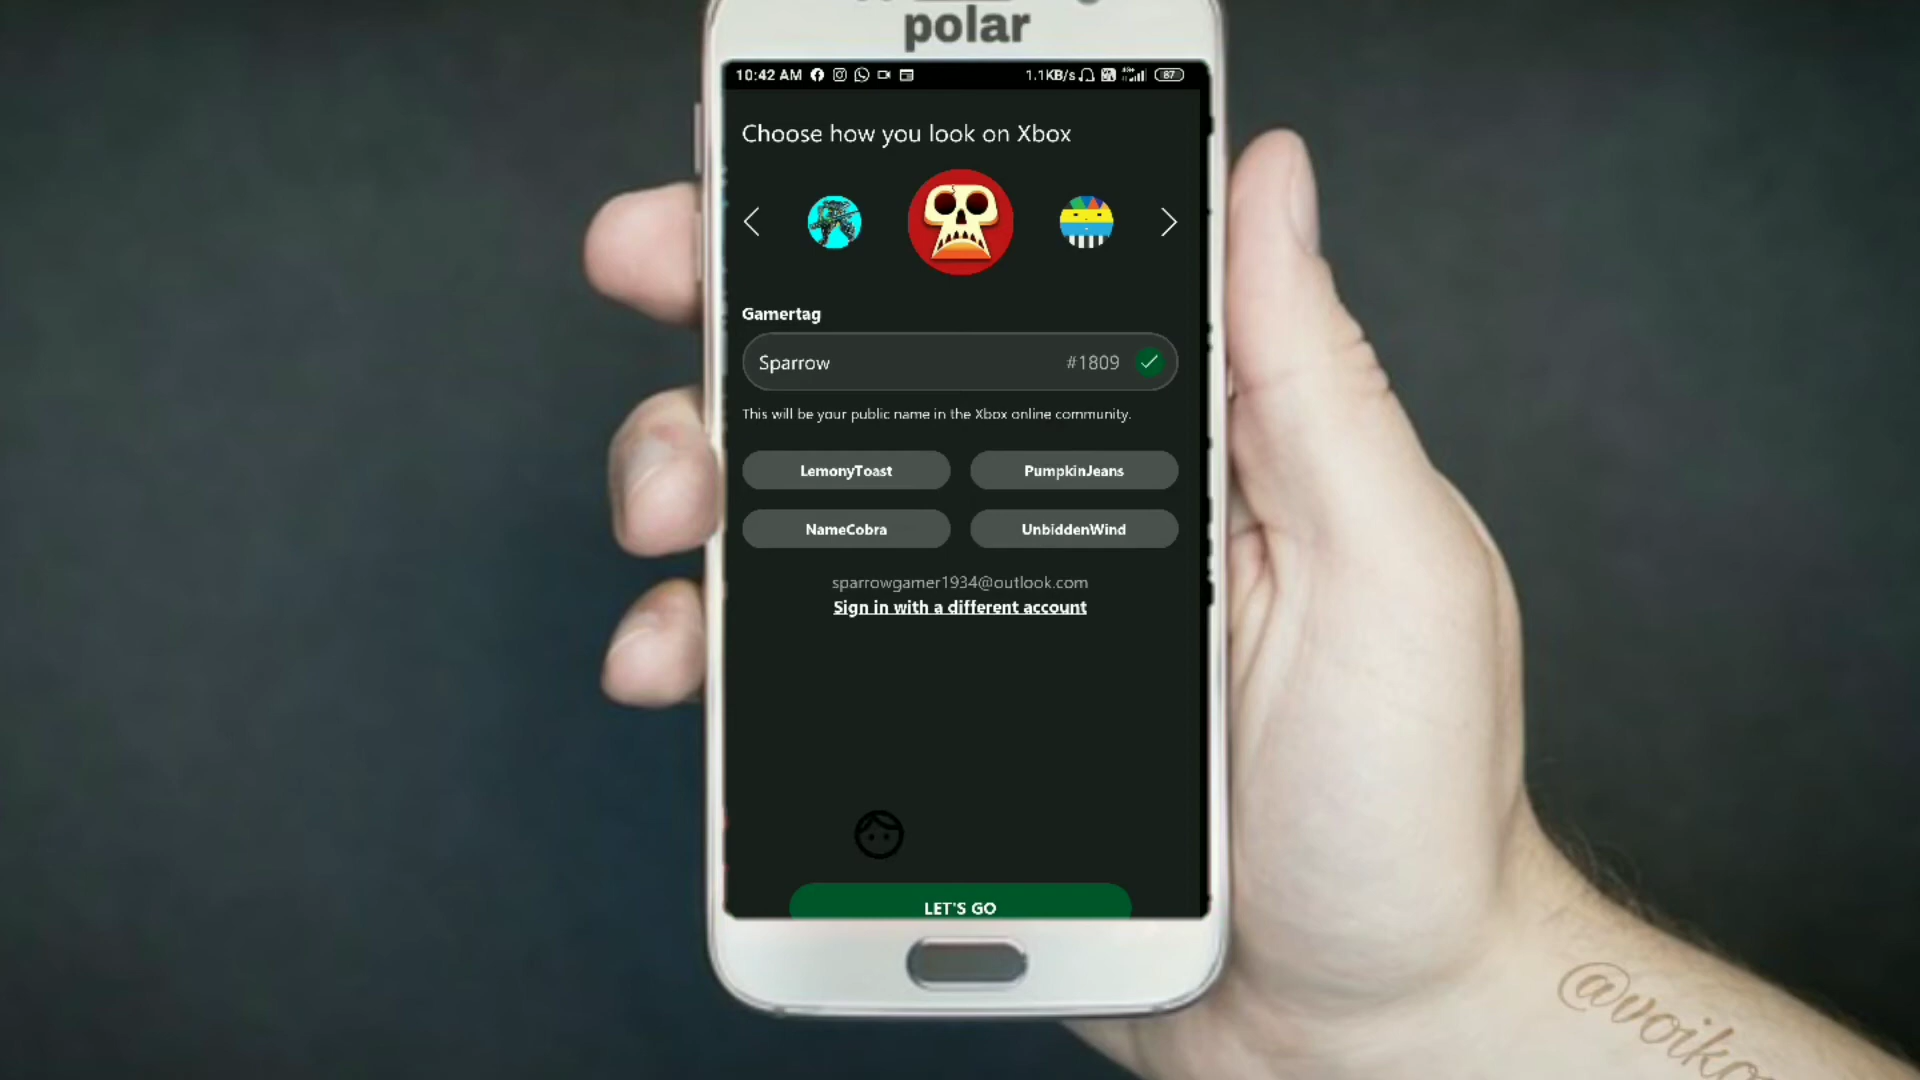 polar
10:42 AM 1.1KB/s 87
Choose how you look on Xbox
Gamertag
Sparrow #1809
This will be your public name in the Xbox online community.
LemonyToast PumpkinJeans
NameCobra UnbiddenWind
sparrowgamer1934@outlook.com
Sign in with a different account
LET'S GO
@voiko